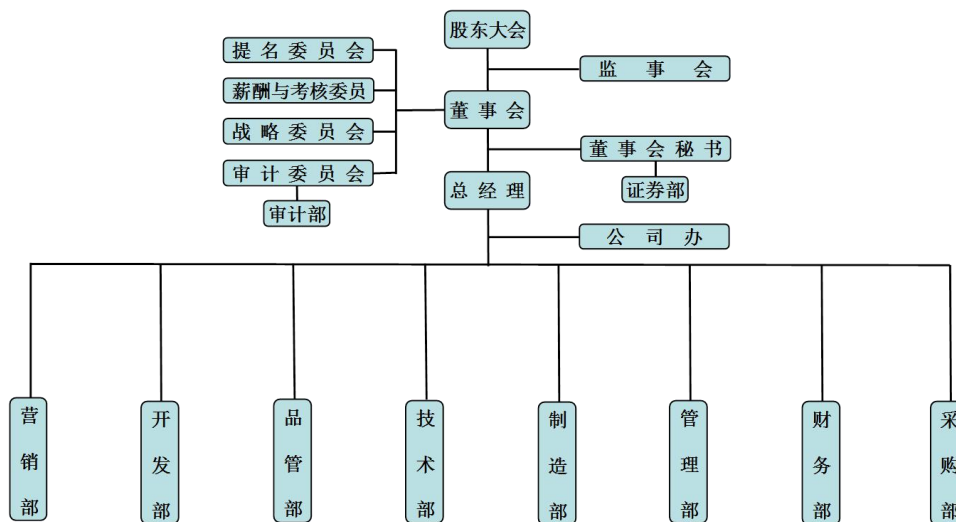 股东大会
提名委员会
监事会
薪酬与考核委员
董事会
战略委员会
董事会秘书
审计委员会
总经理
证券部
审计部
公司办
营销部
开发部
品管部
技术部
制造部
管理部
财务部
采购部